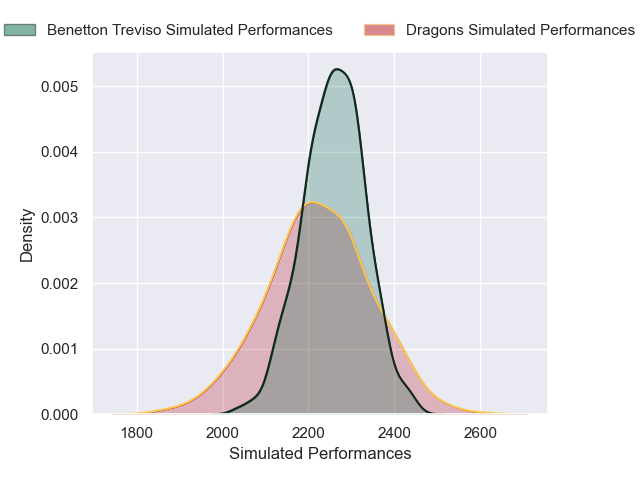 Benetton Treviso Simulated Performances
Dragons Simulated Performances
0.005
0.004
0.003
0.002
0.001
0.000
Density
1800
2000
2200
2400
2600
Simulated Performances